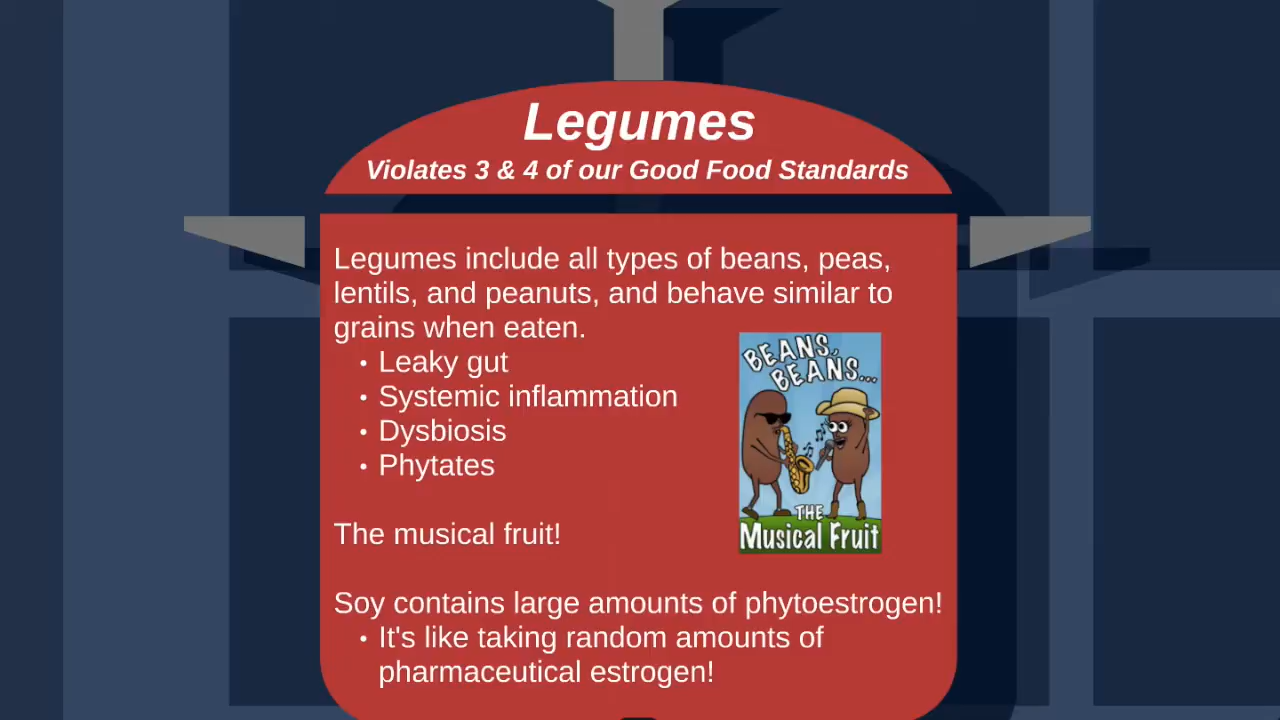 Legumes
Violates 3 & 4 of our Good Food Standards
Legumes include all types of beans, peas,
lentils, and peanuts, and behave similar to
grains when eaten.
• Leaky gut
• Systemic inflammation
• Dysbiosis
• Phytates
BEANS,
BEANS...
THE
Musical Fruit
The musical fruit!
Soy contains large amounts of phytoestrogen!
• It's like taking random amounts of
pharmaceutical estrogen!